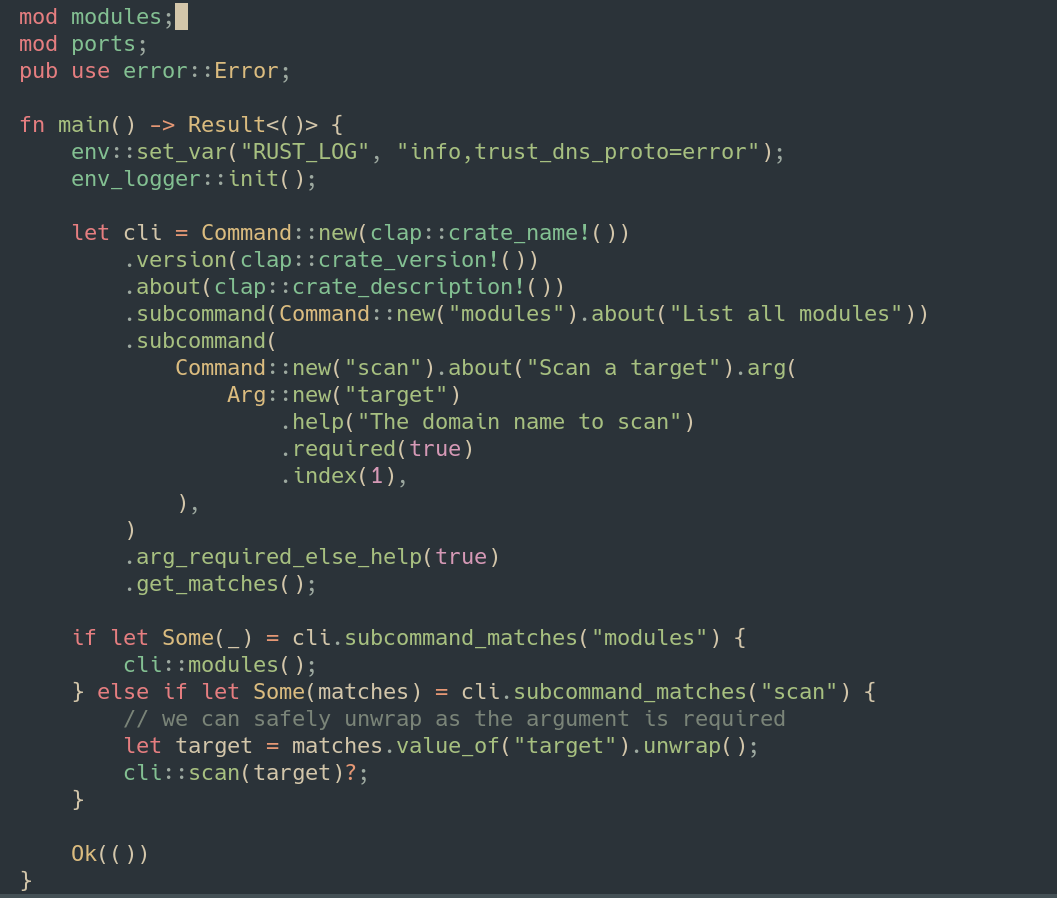 mod modules;
mod ports;
pub use error::Error;

fn main() -> Result<()> {
    env::set_var("RUST_LOG", "info,trust_dns_proto=error");
    env_logger::init();

    let cli = Command::new(clap::crate_name!())
        .version(clap::crate_version!())
        .about(clap::crate_description!())
        .subcommand(Command::new("modules").about("List all modules"))
        .subcommand(
            Command::new("scan").about("Scan a target").arg(
                Arg::new("target")
                    .help("The domain name to scan")
                    .required(true)
                    .index(1),
            ),
        )
        .arg_required_else_help(true)
        .get_matches();

    if let Some(_) = cli.subcommand_matches("modules") {
        cli::modules();
    } else if let Some(matches) = cli.subcommand_matches("scan") {
        // we can safely unwrap as the argument is required
        let target = matches.value_of("target").unwrap();
        cli::scan(target)?;
    }

    Ok(())
}